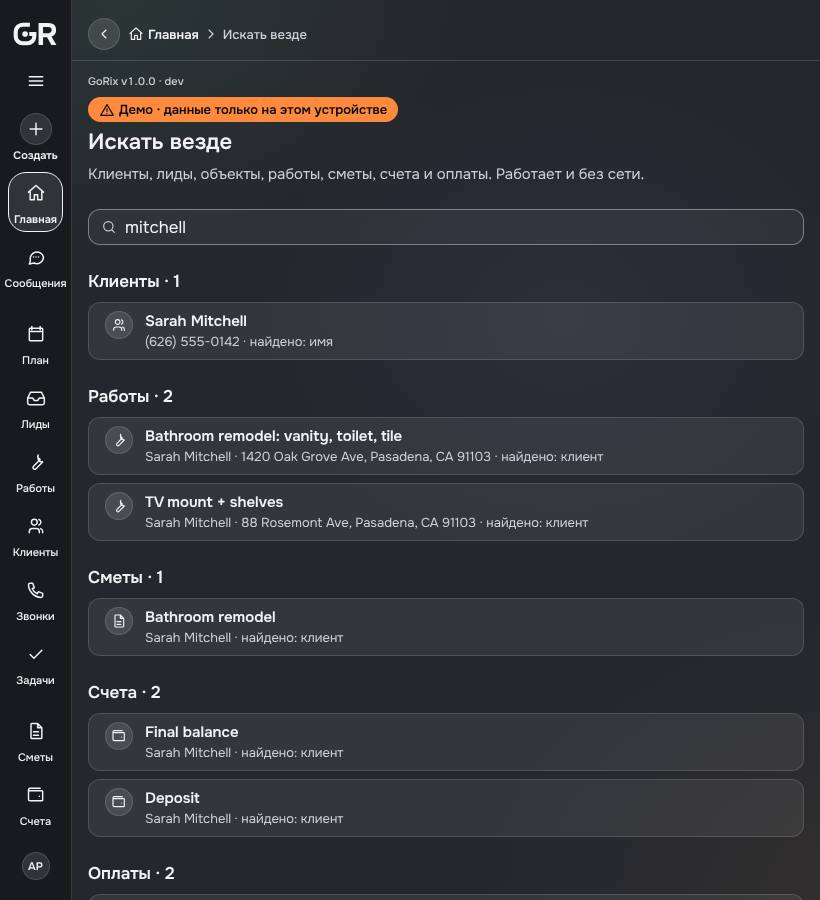 GR
Главная
Искать везде
GoRix v1.0.0 · dev
Демо · данные только на этом устройстве
Искать везде
Клиенты, лиды, объекты, работы, сметы, счета и оплаты. Работает и без сети.
mitchell
Клиенты · 1
Sarah Mitchell
(626) 555-0142 · найдено: имя
Работы · 2
Bathroom remodel: vanity, toilet, tile
Sarah Mitchell · 1420 Oak Grove Ave, Pasadena, CA 91103 · найдено: клиент
TV mount + shelves
Sarah Mitchell · 88 Rosemont Ave, Pasadena, CA 91103 · найдено: клиент
Сметы · 1
Bathroom remodel
Sarah Mitchell · найдено: клиент
Счета · 2
Final balance
Sarah Mitchell · найдено: клиент
Deposit
Sarah Mitchell · найдено: клиент
Оплаты · 2
Создать
Главная
Сообщения
План
Лиды
Работы
Клиенты
Звонки
Задачи
Сметы
Счета
AP